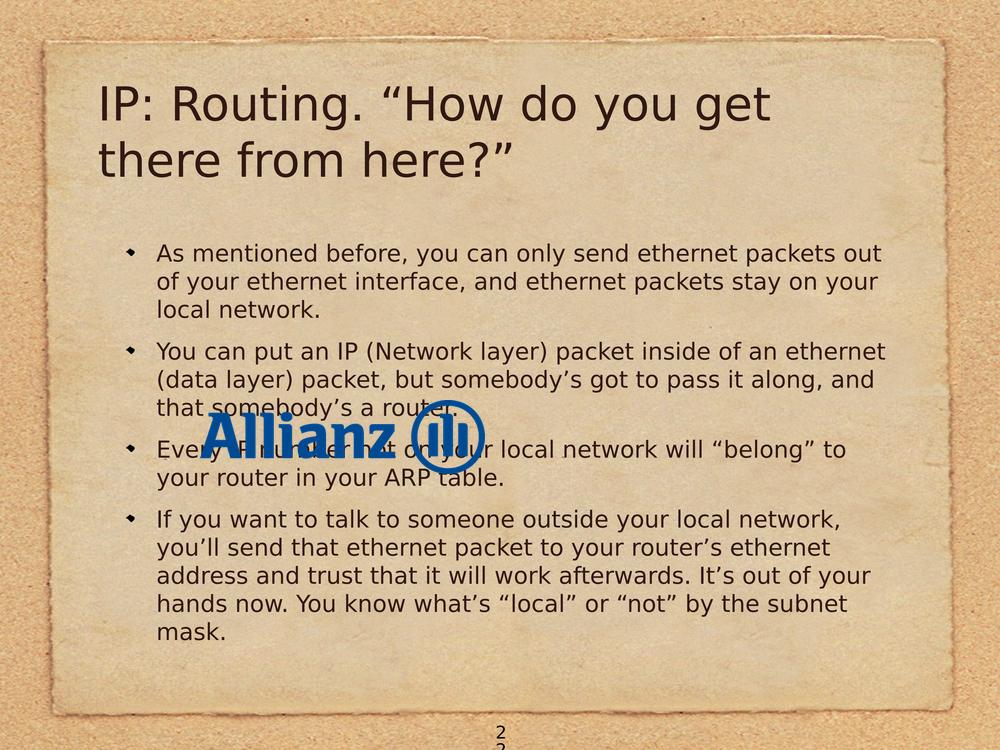 IP: Routing. “How do you get
there from here?”
As mentioned before, you can only send ethernet packets out
of your ethernet interface, and ethernet packets stay on your
local network.
You can put an IP (Network layer) packet inside of an ethernet
(data layer) packet, but somebody’s got to pass it along, and
that somebody’s a router.
Allianz
Every IP number not on your local network will “belong” to
your router in your ARP table.
If you want to talk to someone outside your local network,
you’ll send that ethernet packet to your router’s ethernet
address and trust that it will work afterwards. It’s out of your
hands now. You know what’s “local” or “not” by the subnet
mask.
2
2